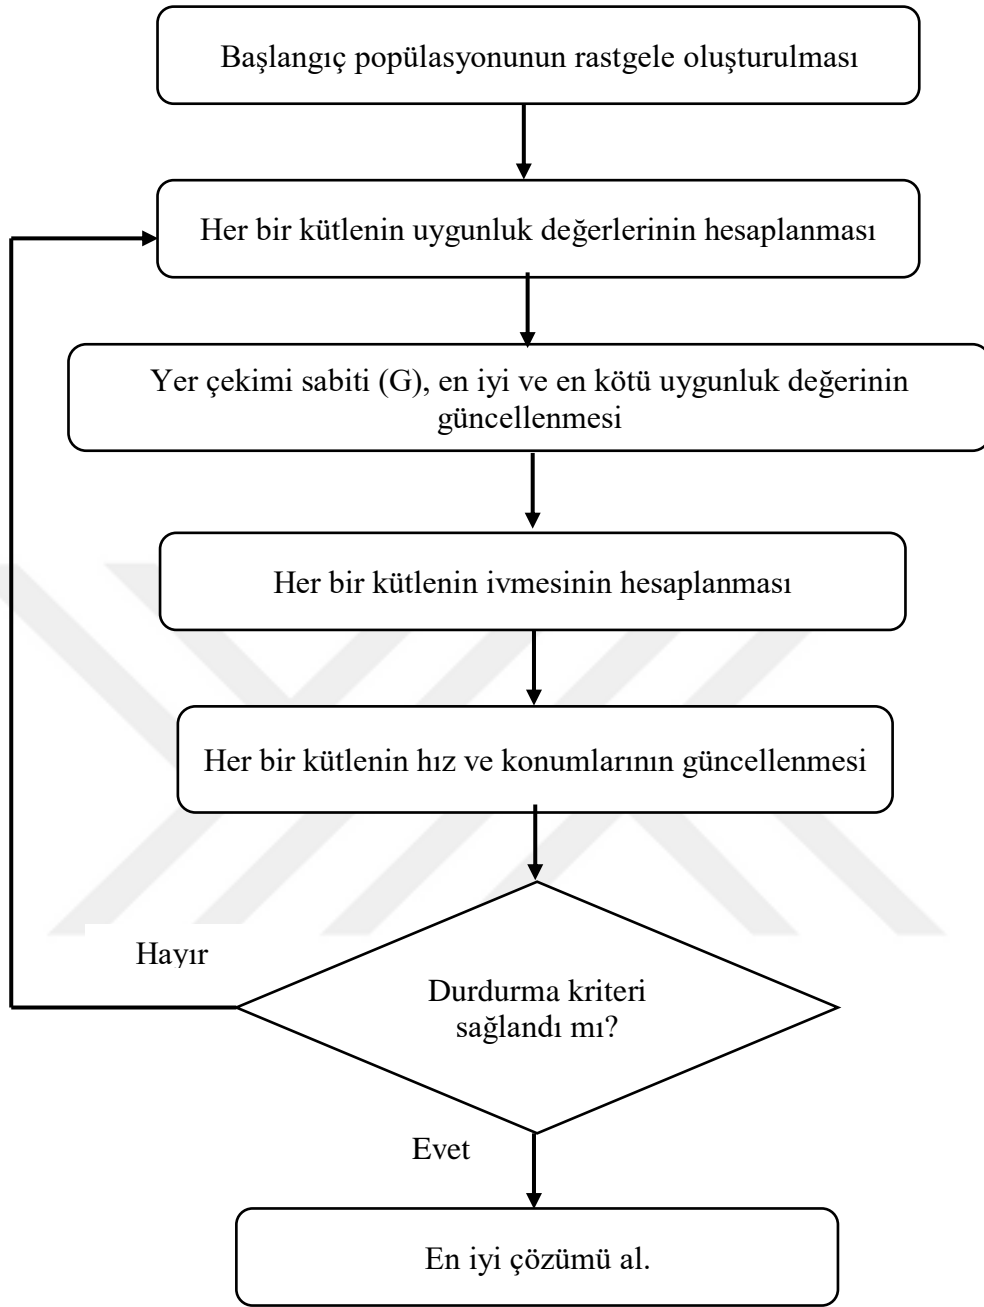 Başlangıç popülasyonunun rastgele oluşturulması
Her bir kütlenin uygunluk değerlerinin hesaplanması
Yer çekimi sabiti (G), en iyi ve en kötü uygunluk değerinin
güncellenmesi
Her bir kütlenin ivmesinin hesaplanması
Her bir kütlenin hız ve konumlarının güncellenmesi
Hayır
Durdurma kriteri
sağlandı mı?
Evet
En iyi çözümü al.